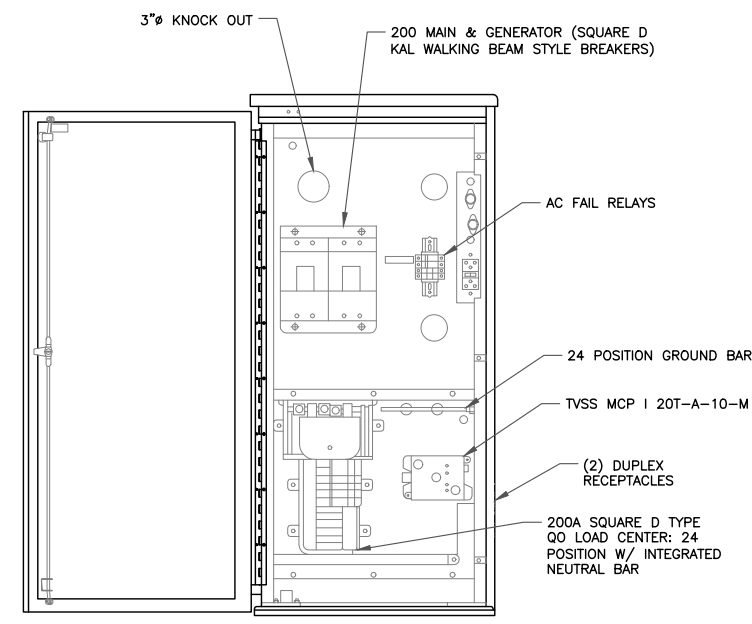 3"ø KNOCK OUT
200 MAIN & GENERATOR (SQUARE D
KAL WALKING BEAM STYLE BREAKERS)
AC FAIL RELAYS
24 POSITION GROUND BAR
TVSS MCP I 20T-A-10-M
(2) DUPLEX
RECEPTACLES
200A SQUARE D TYPE
QO LOAD CENTER: 24
POSITION W/ INTEGRATED
NEUTRAL BAR